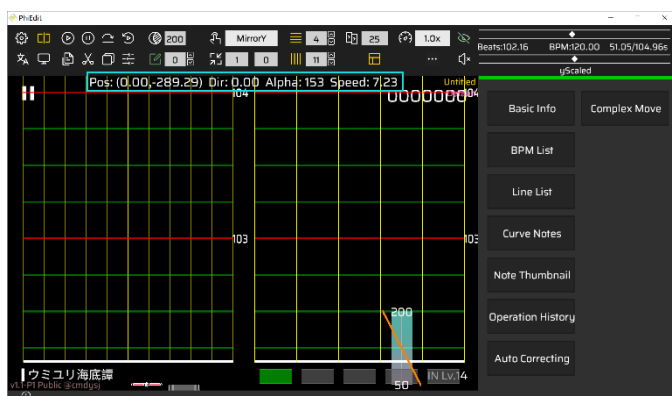 PhiEdit
200 MirrorY 4 25 1.0x
Beats:102.16 BPM:120.00 51.05/104.96s
0 1 0 11 ...
yScaled
Pos: (0.00,-289.29) Dir: 0.00 Alpha: 153 Speed: 7.23
Untitled
104 0000000 104
Basic Info Complex Move
BPM List
Line List
103 103
Curve Notes
Note Thumbnail
200
Operation History
Auto Correcting
ウミユリ海底譚 IN Lv.14
v1.1-P1 Public @cmdysj
50